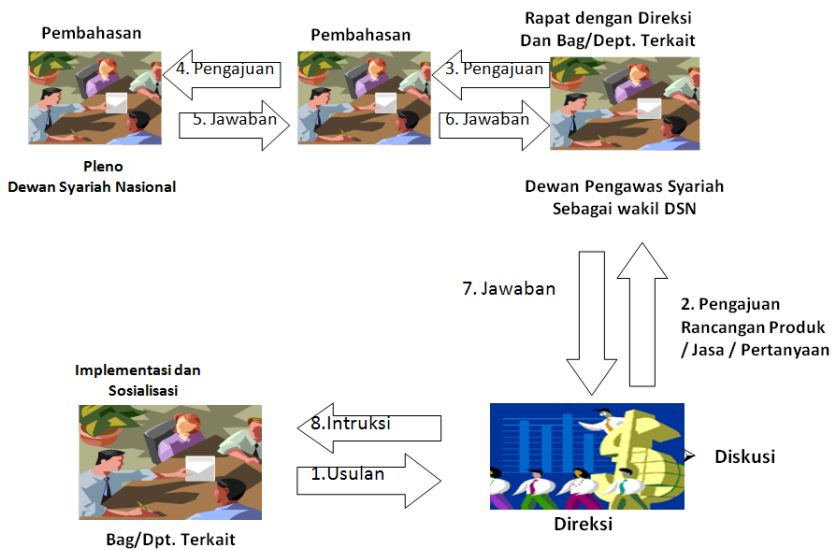 Pembahasan
Pembahasan
Rapat dengan Direksi
Dan Bag/Dept. Terkait
4. Pengajuan
3. Pengajuan
5. Jawaban
6. Jawaban
Pleno
Dewan Syariah Nasional
Dewan Pengawas Syariah
Sebagai wakil DSN
7. Jawaban
2. Pengajuan
Rancangan Produk
/ Jasa / Pertanyaan
Implementasi dan
Sosialisasi
8.Intruksi
1.Usulan
Diskusi
Direksi
Bag/Dpt. Terkait